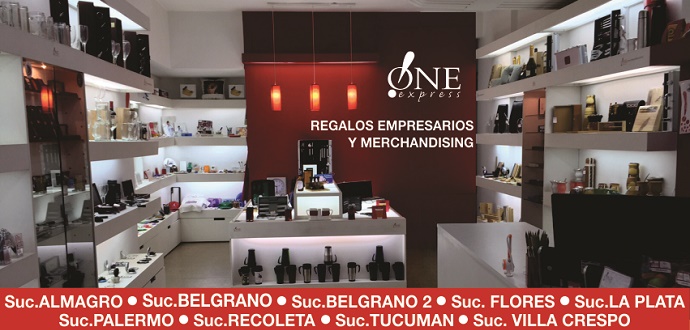 ONE
express
REGALOS EMPRESARIOS
Y MERCHANDISING
Suc.ALMAGRO ● Suc.BELGRANO ● Suc.BELGRANO 2 ● Suc. FLORES ● Suc.LA PLATA
Suc.PALERMO ● Suc.RECOLETA ● Suc.TUCUMAN ● Suc. VILLA CRESPO